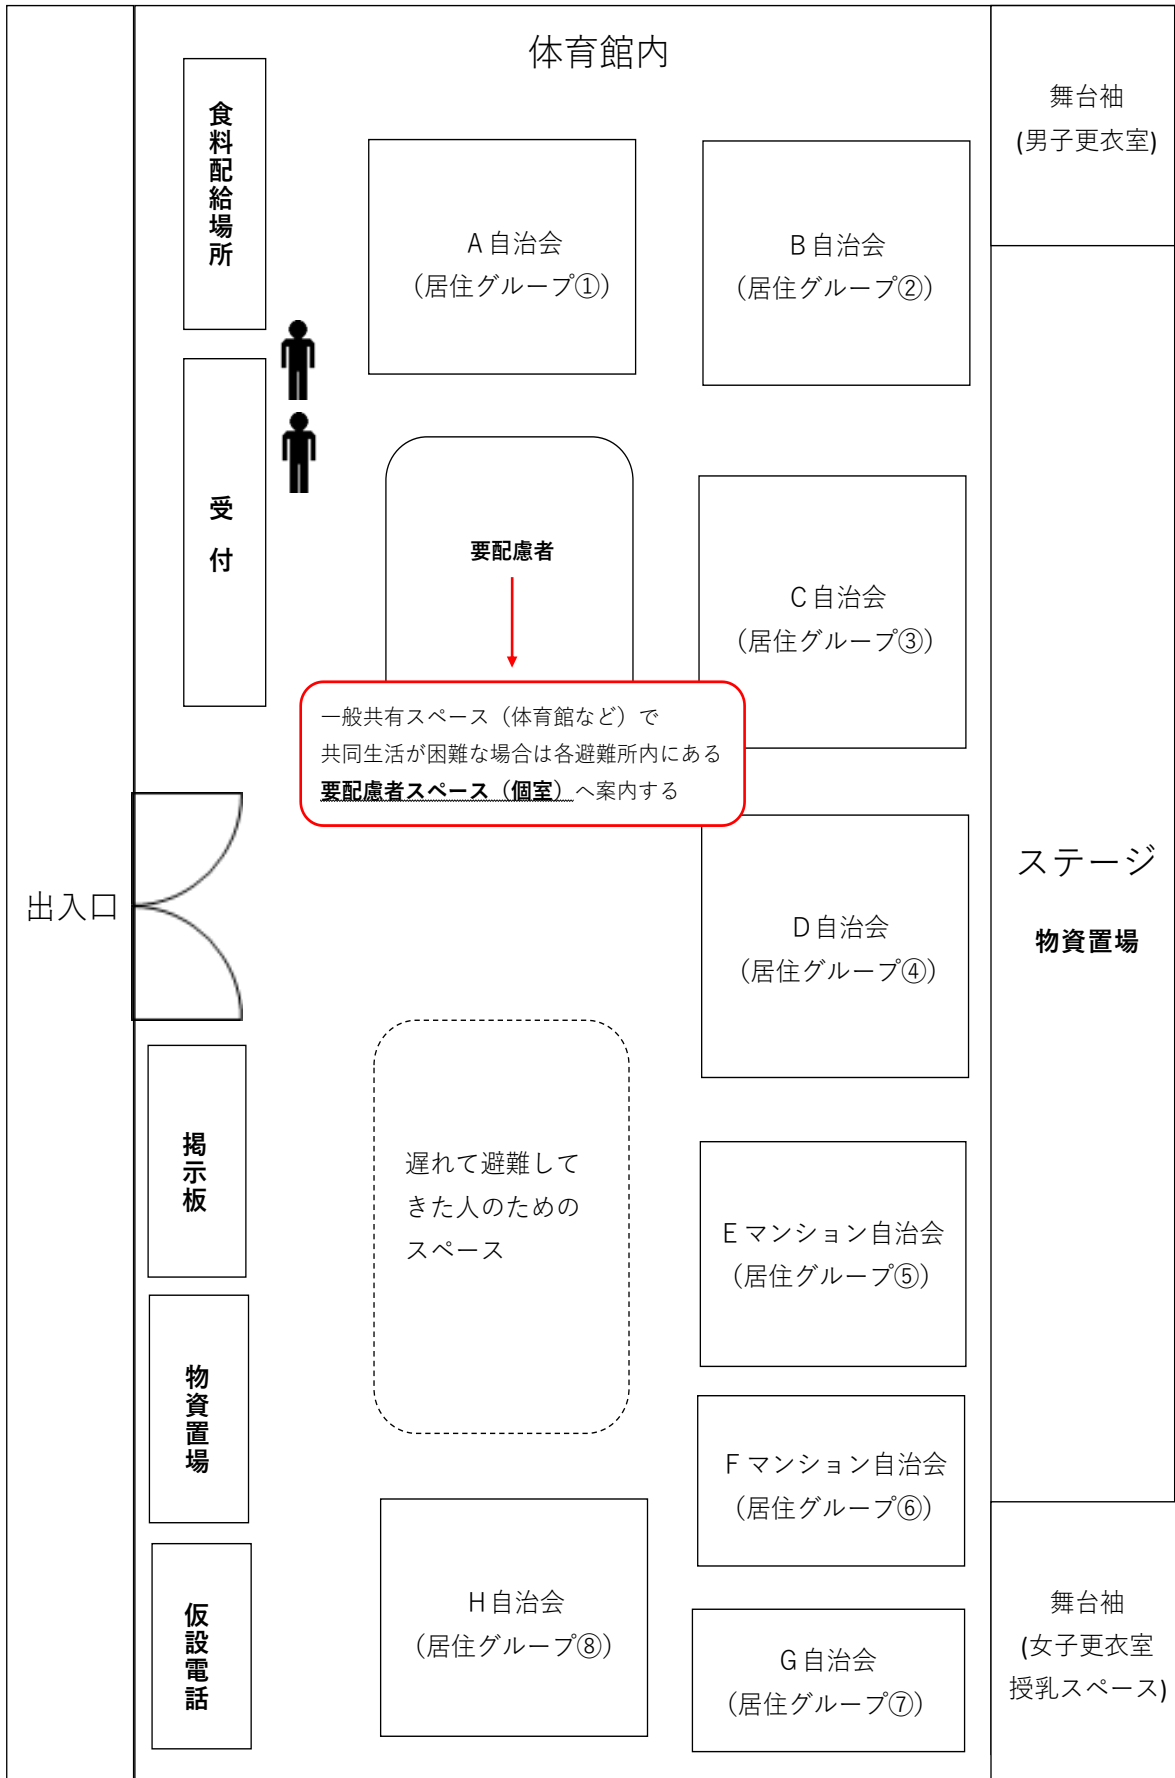 体育館内
食料配給場所
舞台袖
(男子更衣室)
A自治会
(居住グループ①)
B自治会
(居住グループ②)
受付
要配慮者
C自治会
(居住グループ③)
一般共有スペース（体育館など）で
共同生活が困難な場合は各避難所内にある
要配慮者スペース（個室）へ案内する
出入口
ステージ
物資置場
D自治会
(居住グループ④)
掲示板
遅れて避難して
きた人のための
スペース
Eマンション自治会
(居住グループ⑤)
物資置場
Fマンション自治会
(居住グループ⑥)
仮設電話
H自治会
(居住グループ⑧)
G自治会
(居住グループ⑦)
舞台袖
(女子更衣室
授乳スペース)